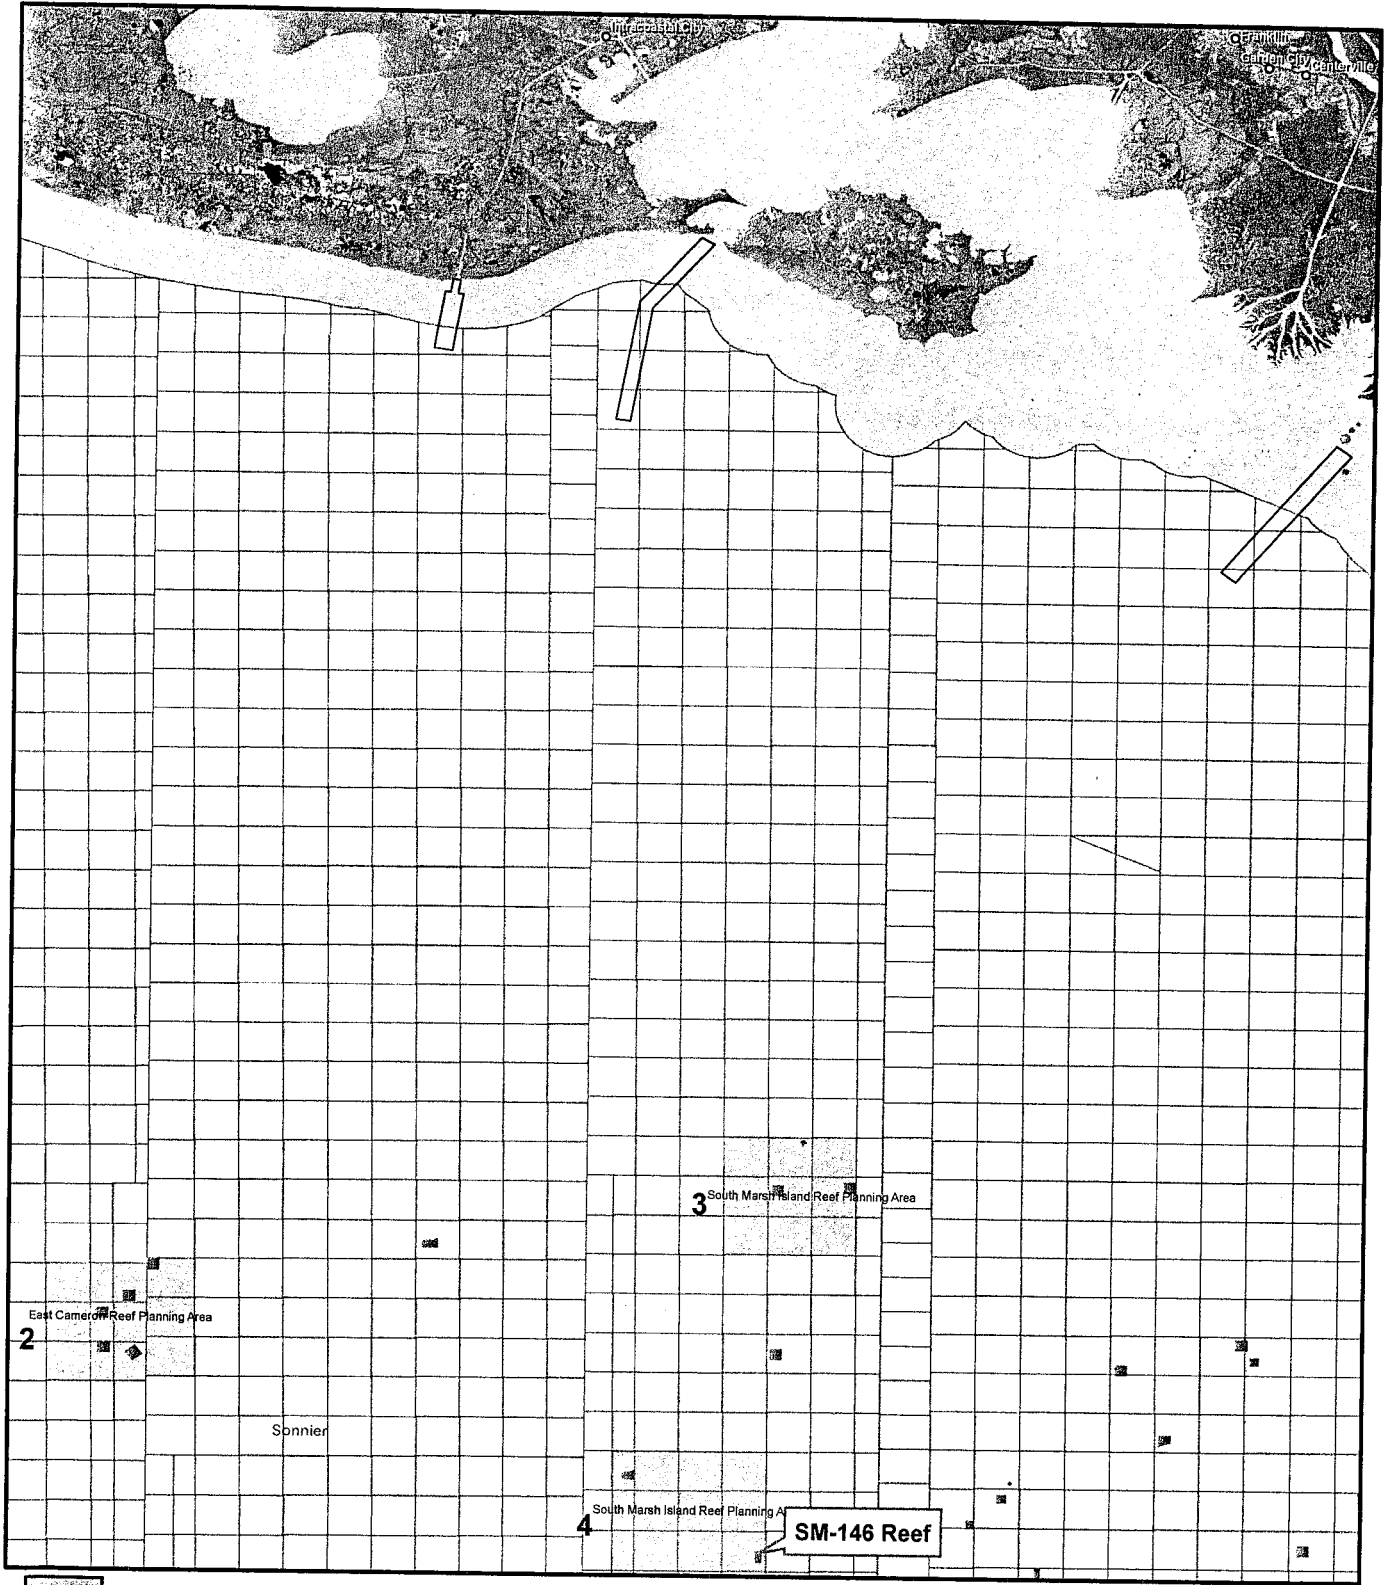 Intracoastal City
Franklin
Garden City
Centerville
3
South Marsh Island Reef Planning Area
East Cameron Reef Planning Area
2
Sonnier
South Marsh Island Reef Planning A
4
SM-146 Reef